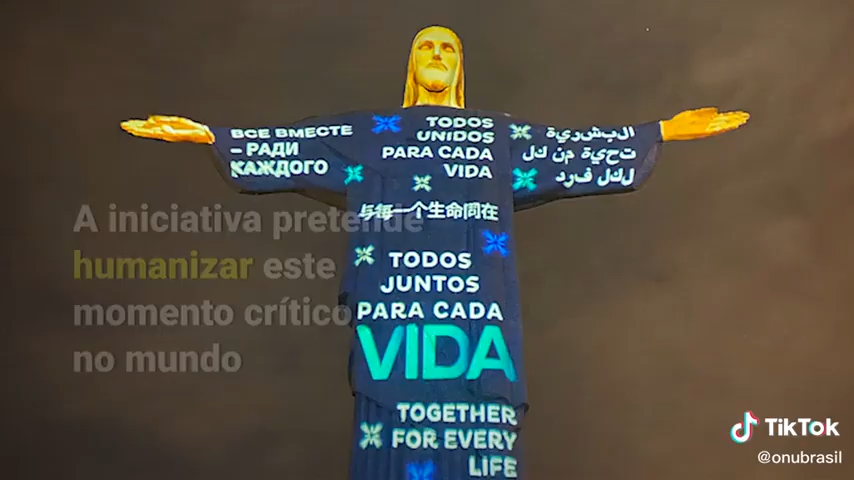 ВСЕ ВМЕСТЕ
– РАДИ
КАЖДОГО
TODOS
UNIDOS
PARA CADA
VIDA
البشرية
تحية من كل
لكل فرد
与每一个生命同在
TODOS
JUNTOS
PARA CADA
VIDA
TOGETHER
FOR EVERY
LIFE
A iniciativa pretende
humanizar este
momento crítico
no mundo
TikTok
@onubrasil